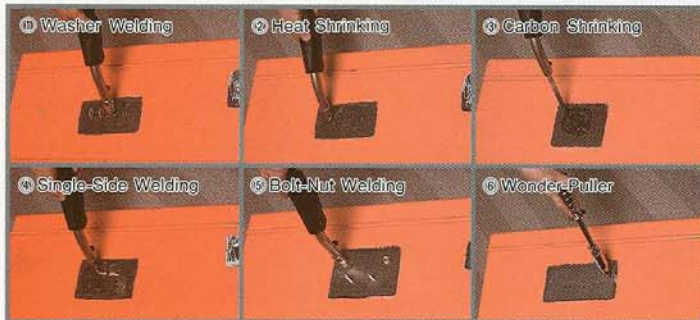 ① Washer Welding
② Heat Shrinking
③ Carbon Shrinking
④ Single-Side Welding
⑤ Bolt-Nut Welding
⑥ Wonder-Puller